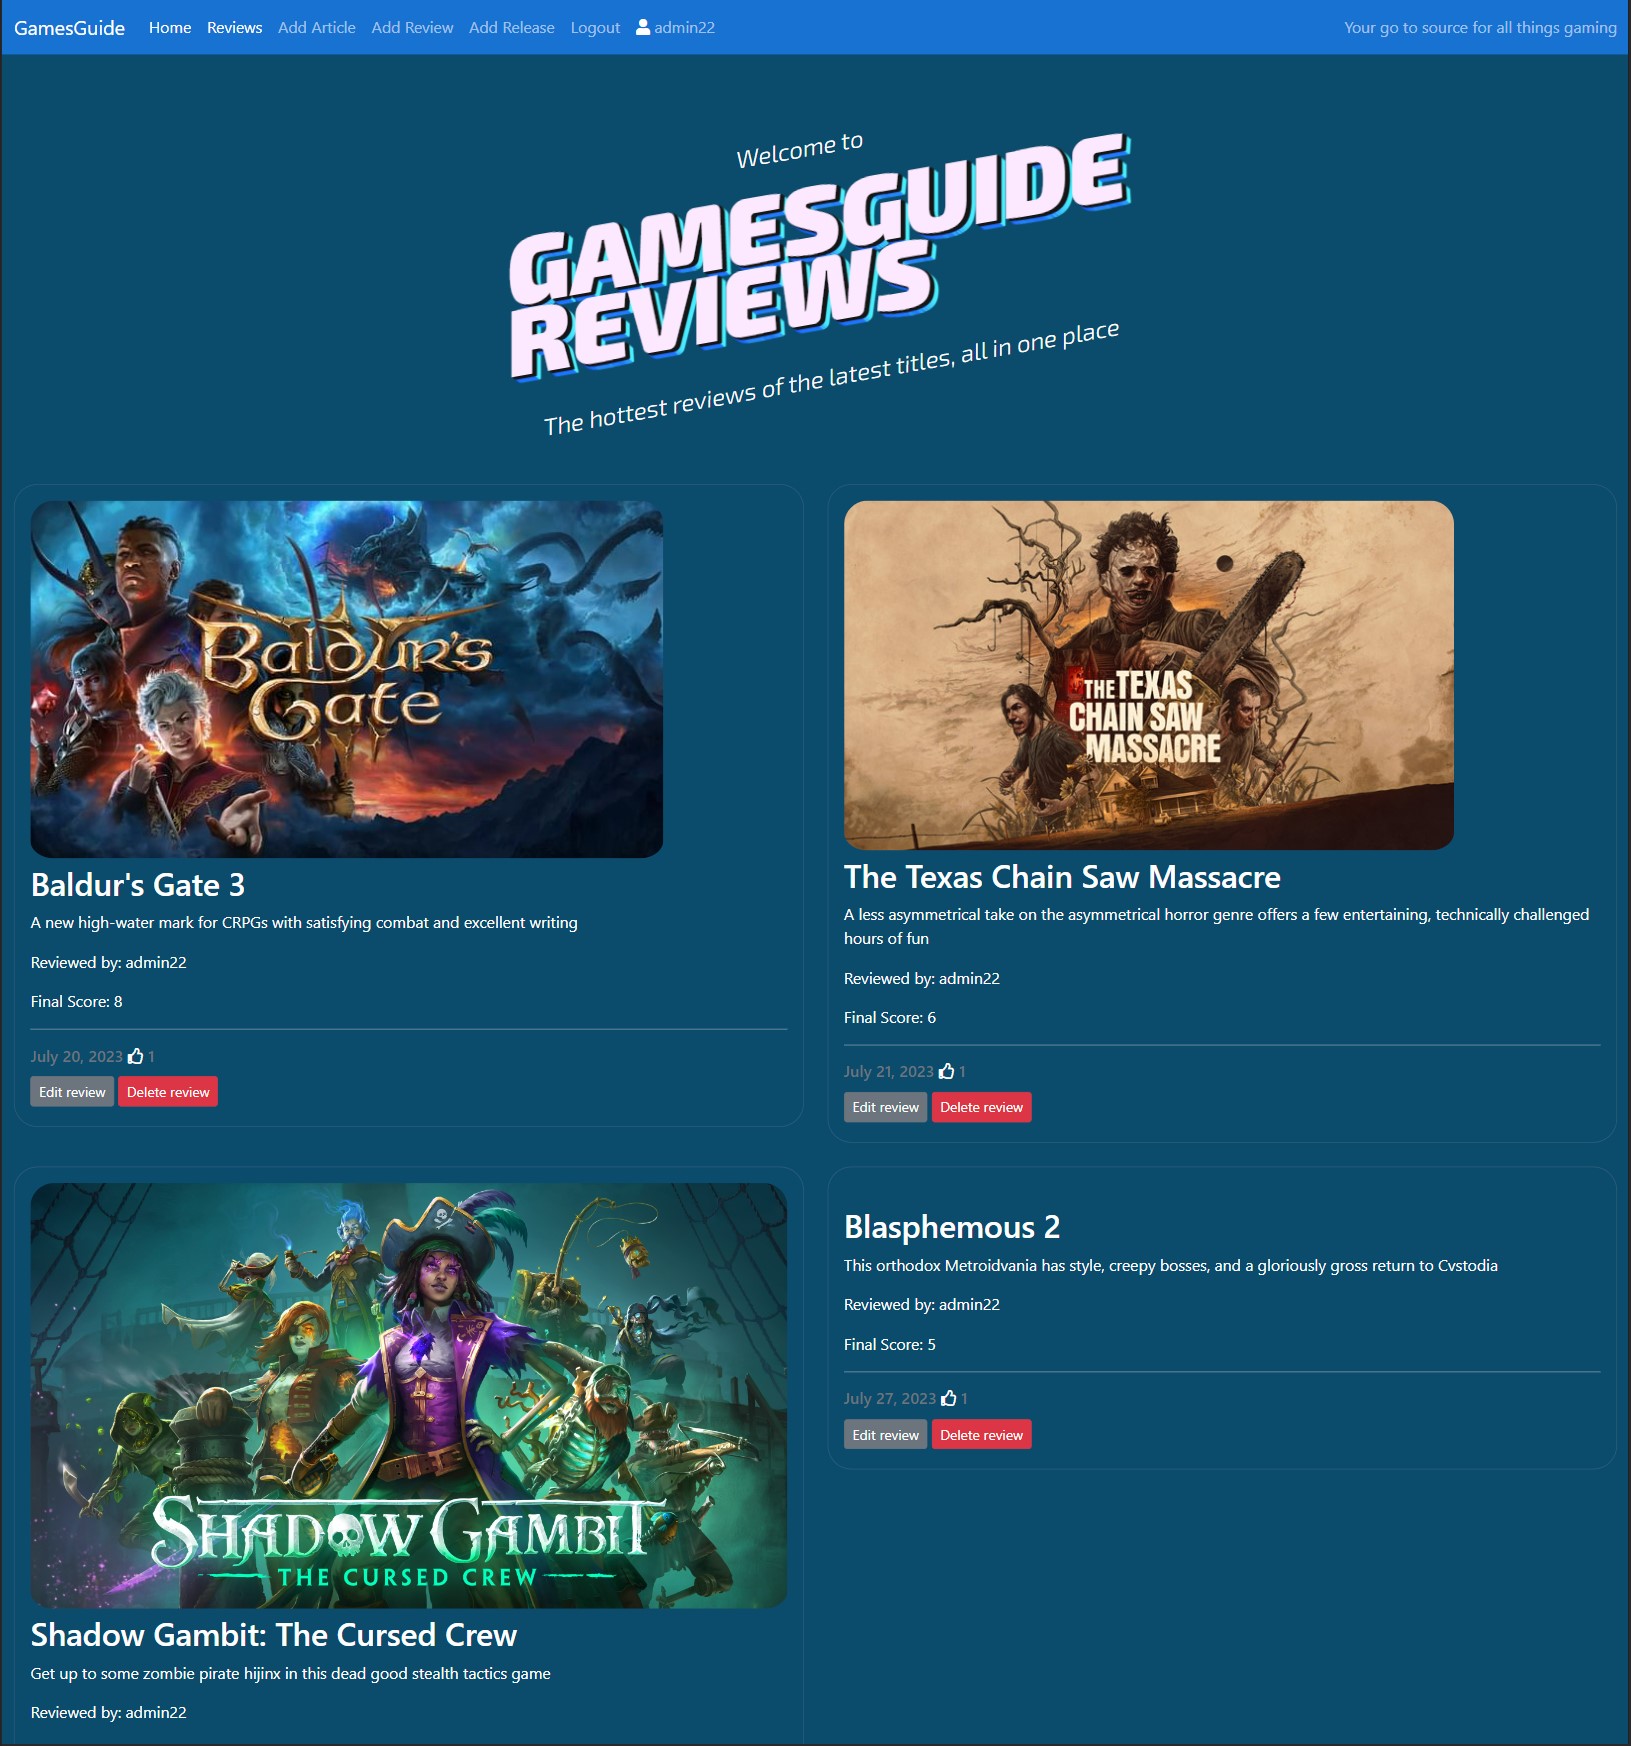 GamesGuide Home Reviews Add Article Add Review Add Release Logout admin22 Your go to source for all things gaming
Welcome to
GAMESGUIDE
REVIEWS
The hottest reviews of the latest titles, all in one place
Baldur's
Gate
Baldur's Gate 3
A new high-water mark for CRPGs with satisfying combat and excellent writing
Reviewed by: admin22
Final Score: 8
July 20, 2023 1
Edit review Delete review
THE TEXAS
CHAIN SAW
MASSACRE
The Texas Chain Saw Massacre
A less asymmetrical take on the asymmetrical horror genre offers a few entertaining, technically challenged
hours of fun
Reviewed by: admin22
Final Score: 6
July 21, 2023 1
Edit review Delete review
SHADOW GAMBIT
THE CURSED CREW
Shadow Gambit: The Cursed Crew
Get up to some zombie pirate hijinx in this dead good stealth tactics game
Reviewed by: admin22
Blasphemous 2
This orthodox Metroidvania has style, creepy bosses, and a gloriously gross return to Cvstodia
Reviewed by: admin22
Final Score: 5
July 27, 2023 1
Edit review Delete review